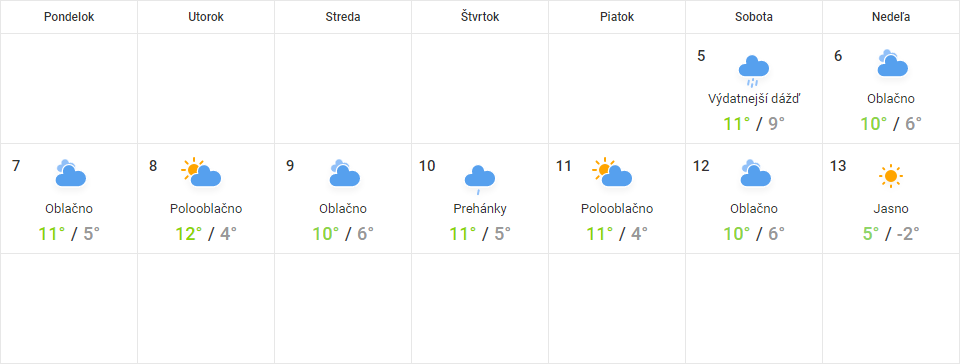 Pondelok Utorok Streda Štvrtok Piatok Sobota Nedeľa
5 6
Výdatnejší dážď Oblačno
11° / 9° 10° / 6°
7 8 9 10 11 12 13
Oblačno Polooblačno Oblačno Prehánky Polooblačno Oblačno Jasno
11° / 5° 12° / 4° 10° / 6° 11° / 5° 11° / 4° 10° / 6° 5° / -2°